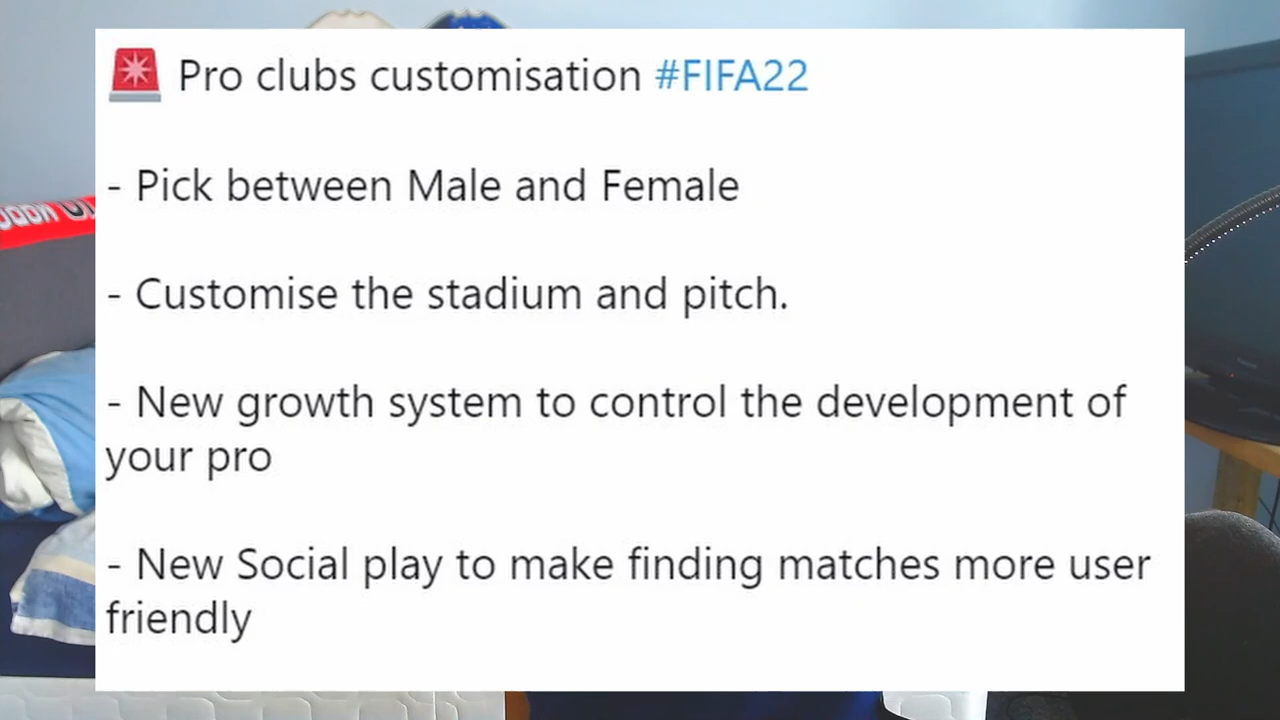 🚨 Pro clubs customisation #FIFA22
- Pick between Male and Female
- Customise the stadium and pitch.
- New growth system to control the development of
your pro
- New Social play to make finding matches more user
friendly